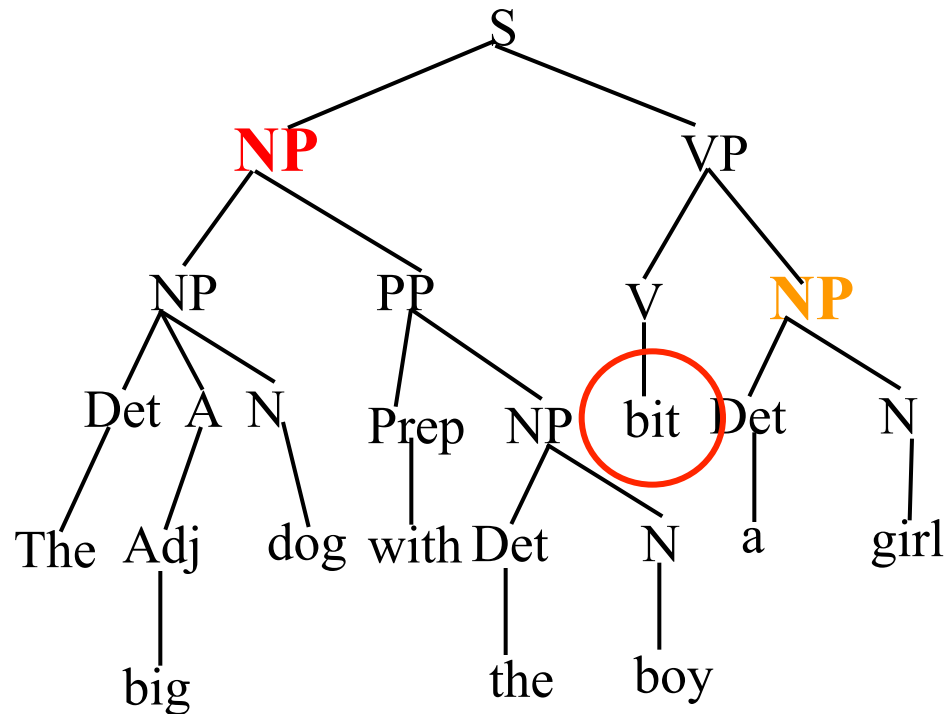 S
NP VP
NP PP V NP
Det A N Prep NP bit Det N
The Adj dog with Det N a girl
big the boy